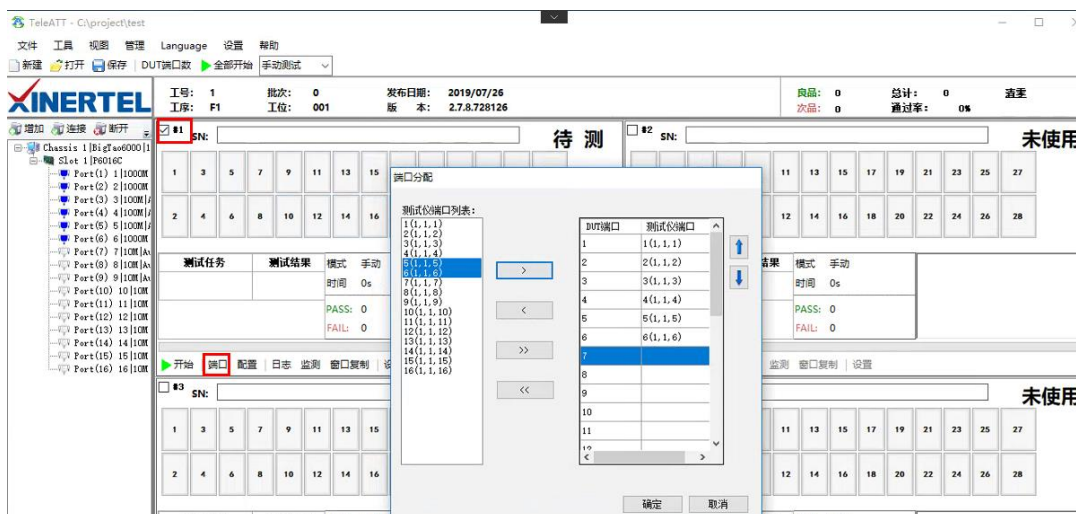 TeleATT - C:\project\test
文件 工具 视图 管理 Language 设置 帮助
新建 打开 保存 DUT端口数 全部开始 手动测试
XINERTEL
工号: 1 批次: 0 发布日期: 2019/07/26 良品: 0 总计: 0 清零
工序: F1 工位: 001 版 本: 2.7.8.728126 次品: 0 通过率: 0%
增加 连接 断开
Chassis 1|BigTao6000|1
Slot 1|P6016C
Port(1) 1|1000M
Port(2) 2|1000M
Port(3) 3|100M|A
Port(4) 4|100M|A
Port(5) 5|100M|A
Port(6) 6|1000M
Port(7) 7|10M|Au
Port(8) 8|10M|Au
Port(9) 9|10M|Au
Port(10) 10|10M
Port(11) 11|10M
Port(12) 12|10M
Port(13) 13|10M
Port(14) 14|10M
Port(15) 15|10M
Port(16) 16|10M
#1 SN: 待 测
1 3 5 7 9 11 13 15
2 4 6 8 10 12 14 16
测试任务 测试结果 模式 手动
时间 0s
PASS: 0
FAIL: 0
开始 端口 配置 日志 监测 窗口复制
#2 SN: 未使用
11 13 15 17 19 21 23 25 27
12 14 16 18 20 22 24 26 28
结果 模式 手动
时间 0s
PASS: 0
FAIL: 0
监测 窗口复制 设置
#3 SN:
1 3 5 7 9 11 13 15
2 4 6 8 10 12 14 16
未使用
11 13 15 17 19 21 23 25 27
12 14 16 18 20 22 24 26 28
端口分配
测试仪端口列表:
1(1,1,1)
2(1,1,2)
3(1,1,3)
4(1,1,4)
5(1,1,5)
6(1,1,6)
7(1,1,7)
8(1,1,8)
9(1,1,9)
10(1,1,10)
11(1,1,11)
12(1,1,12)
13(1,1,13)
14(1,1,14)
15(1,1,15)
16(1,1,16)
>
<
>>
<<
DUT端口 测试仪端口
1 1(1,1,1)
2 2(1,1,2)
3 3(1,1,3)
4 4(1,1,4)
5 5(1,1,5)
6 6(1,1,6)
7
8
9
10
11
12
确定 取消